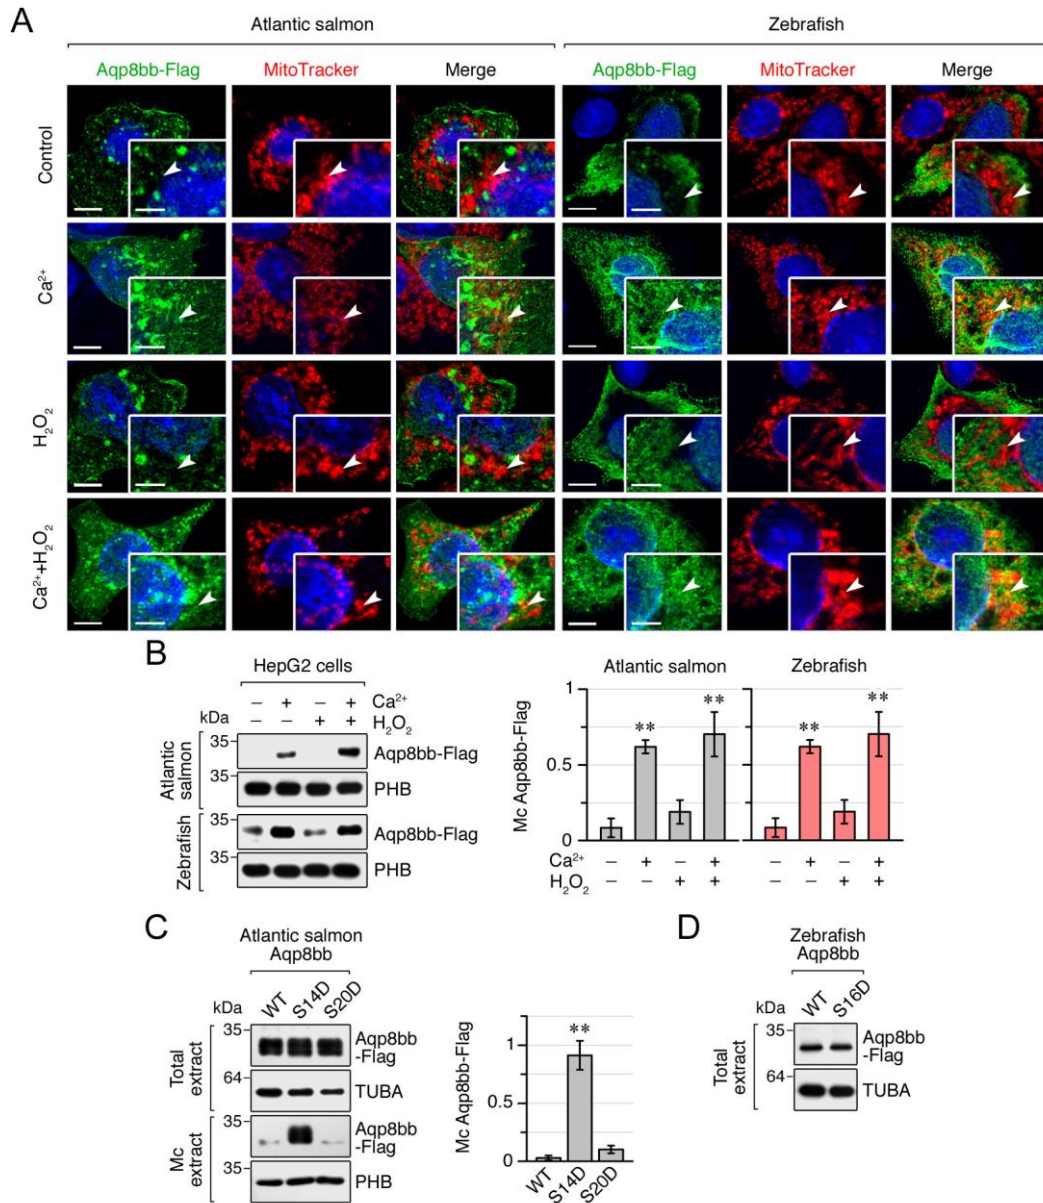 A
Atlantic salmon
Zebrafish
Aqp8bb-Flag MitoTracker Merge Aqp8bb-Flag MitoTracker Merge
Control
Ca²⁺
H₂O₂
Ca²⁺+H₂O₂
B
HepG2 cells
– + – + Ca²⁺
kDa – – + + H₂O₂
Atlantic salmon
35 Aqp8bb-Flag
35 PHB
Zebrafish
Aqp8bb-Flag
35 PHB
Atlantic salmon Zebrafish
Mc Aqp8bb-Flag
1
0.5
0
** ** ** **
Ca²⁺ – + – + – + – +
H₂O₂ – – + + – – + +
C
Atlantic salmon
Aqp8bb
kDa WT S14D S20D
Total extract
35 Aqp8bb
-Flag
64 TUBA
Mc extract
35 Aqp8bb
-Flag
35 PHB
Mc Aqp8bb-Flag
1
0.5
0
**
WT S14D S20D
D
Zebrafish
Aqp8bb
kDa WT S16D
Total extract
35 Aqp8bb
-Flag
64 TUBA